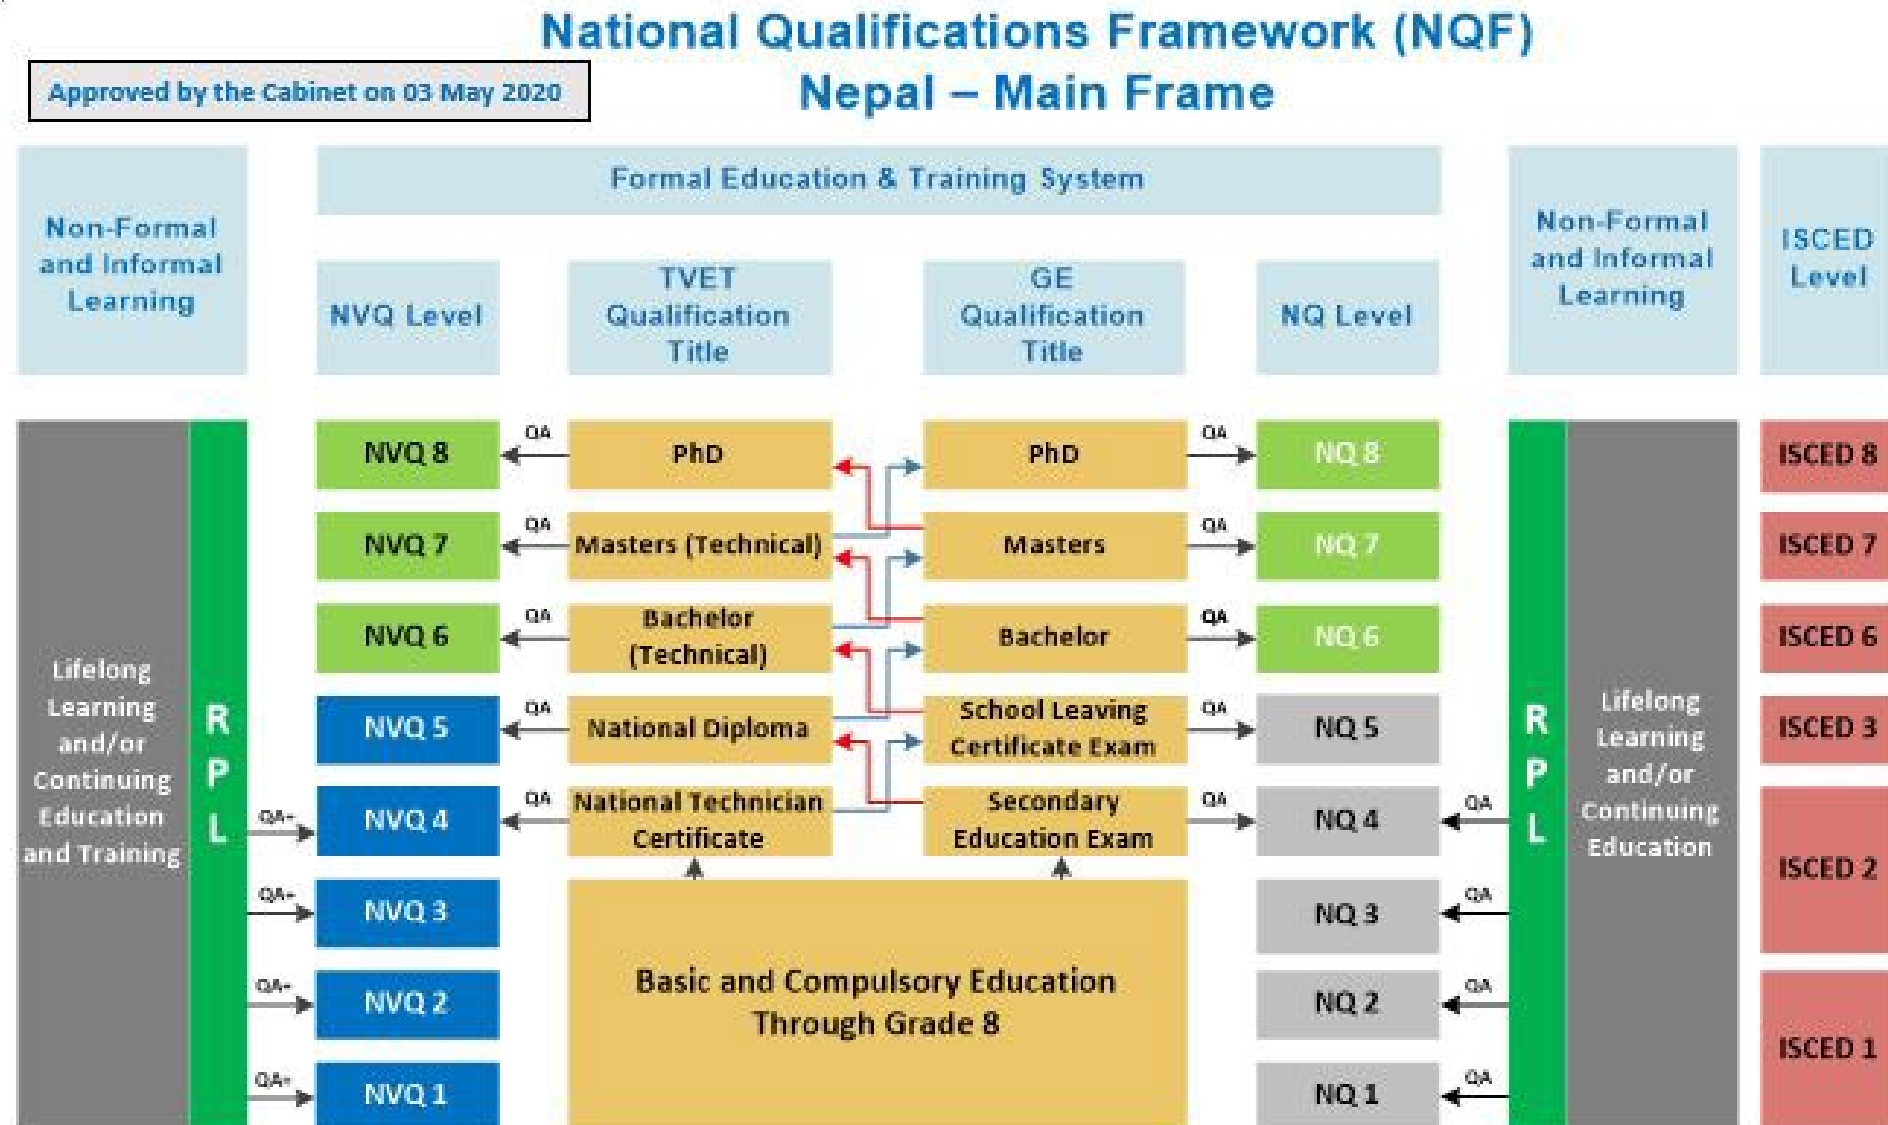 National Qualifications Framework (NQF)
Nepal – Main Frame
Approved by the Cabinet on 03 May 2020
Non-Formal
and Informal
Learning
Formal Education & Training System
NVQ Level
TVET
Qualification
Title
GE
Qualification
Title
NQ Level
Non-Formal
and Informal
Learning
ISCED
Level
NVQ 8
QA
PhD
PhD
QA
NQ 8
ISCED 8
NVQ 7
QA
Masters (Technical)
Masters
QA
NQ 7
ISCED 7
NVQ 6
QA
Bachelor
(Technical)
Bachelor
QA
NQ 6
ISCED 6
NVQ 5
QA
National Diploma
School Leaving
Certificate Exam
QA
NQ 5
ISCED 3
Lifelong
Learning
and/or
Continuing
Education
and Training
R
P
L
QA+
NVQ 4
QA
National Technician
Certificate
Secondary
Education Exam
QA
NQ 4
QA
R
P
L
Lifelong
Learning
and/or
Continuing
Education
ISCED 2
QA+
NVQ 3
NQ 3
QA
Basic and Compulsory Education
Through Grade 8
QA+
NVQ 2
NQ 2
QA
ISCED 1
QA+
NVQ 1
NQ 1
QA